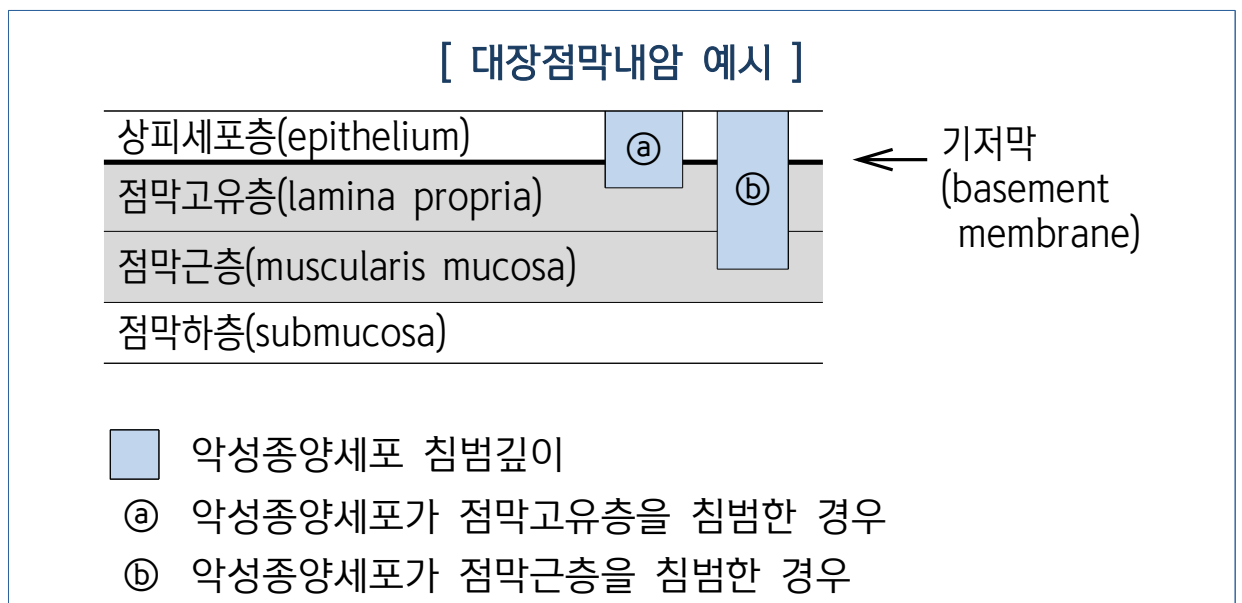 [ 대장점막내암 예시 ]
상피세포층(epithelium)
ⓐ
기저막
(basement
membrane)
점막고유층(lamina propria)
ⓑ
점막근층(muscularis mucosa)
점막하층(submucosa)
악성종양세포 침범깊이
ⓐ 악성종양세포가 점막고유층을 침범한 경우
ⓑ 악성종양세포가 점막근층을 침범한 경우